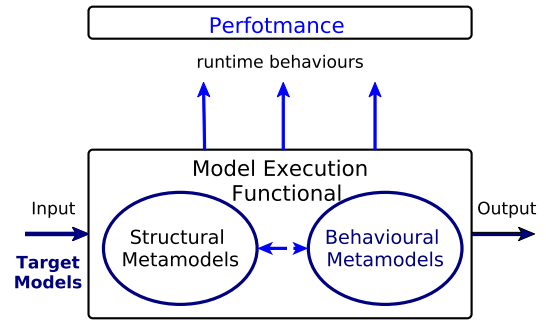 Perfotmance
runtime behaviours
Model Execution
Functional
Input
Output
Structural
Metamodels
Behavioural
Metamodels
Target
Models